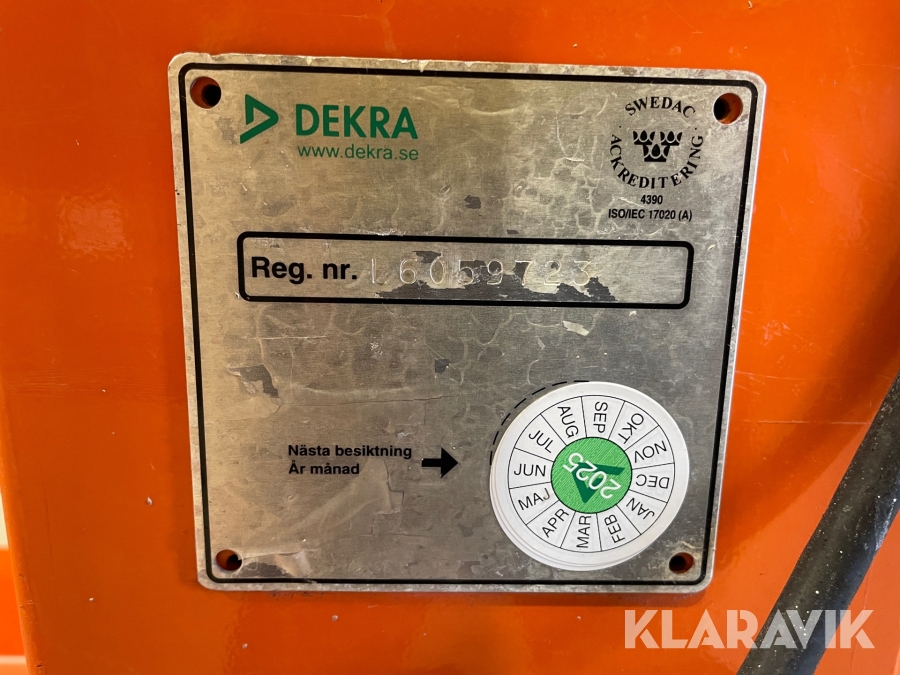 DEKRA
www.dekra.se
SWEDAC
ACKREDITERING
4390
ISO/IEC 17020 (A)
Reg. nr. L6059723
Nästa besiktning
År månad
JAN
FEB
MAR
APR
MAJ
JUN
JUL
AUG
SEP
OKT
NOV
DEC
2025
KLARAVIK